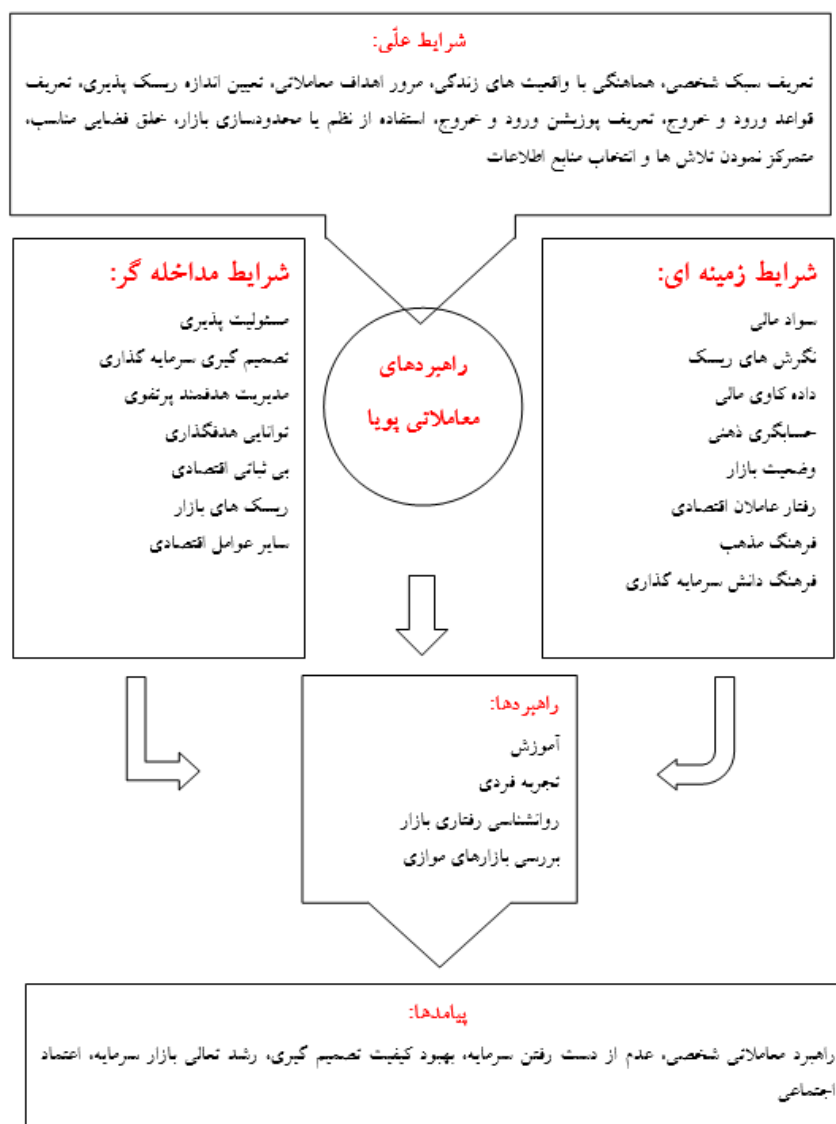 شرایط علّی:
تعریف سبک شخصی، هماهنگی با واقعیت های زندگی، مرور اهداف معاملاتی، تعیین اندازه ریسک پذیری، تعریف
قواعد ورود و خروج، تعریف پوزیشن ورود و خروج، استفاده از نظم یا محدودسازی بازار، خلق فضایی مناسب،
متمرکز نمودن تلاش ها و انتخاب منابع اطلاعات
شرایط زمینه ای:
سواد مالی
نگرش های ریسک
داده کاوی مالی
حسابگری ذهنی
وضعیت بازار
رفتار عاملان اقتصادی
فرهنگ مذهب
فرهنگ دانش سرمایه گذاری
راهبردهای
معاملاتی پویا
شرایط مداخله گر:
مسئولیت پذیری
تصمیم گیری سرمایه گذاری
مدیریت هدفمند پرتفوی
توانایی هدفگذاری
بی ثباتی اقتصادی
ریسک های بازار
سایر عوامل اقتصادی
راهبردها:
آموزش
تجربه فردی
روانشناسی رفتاری بازار
بررسی بازارهای موازی
پیامدها:
راهبرد معاملاتی شخصی، عدم از دست رفتن سرمایه، بهبود کیفیت تصمیم گیری، رشد تعالی بازار سرمایه، اعتماد
اجتماعی